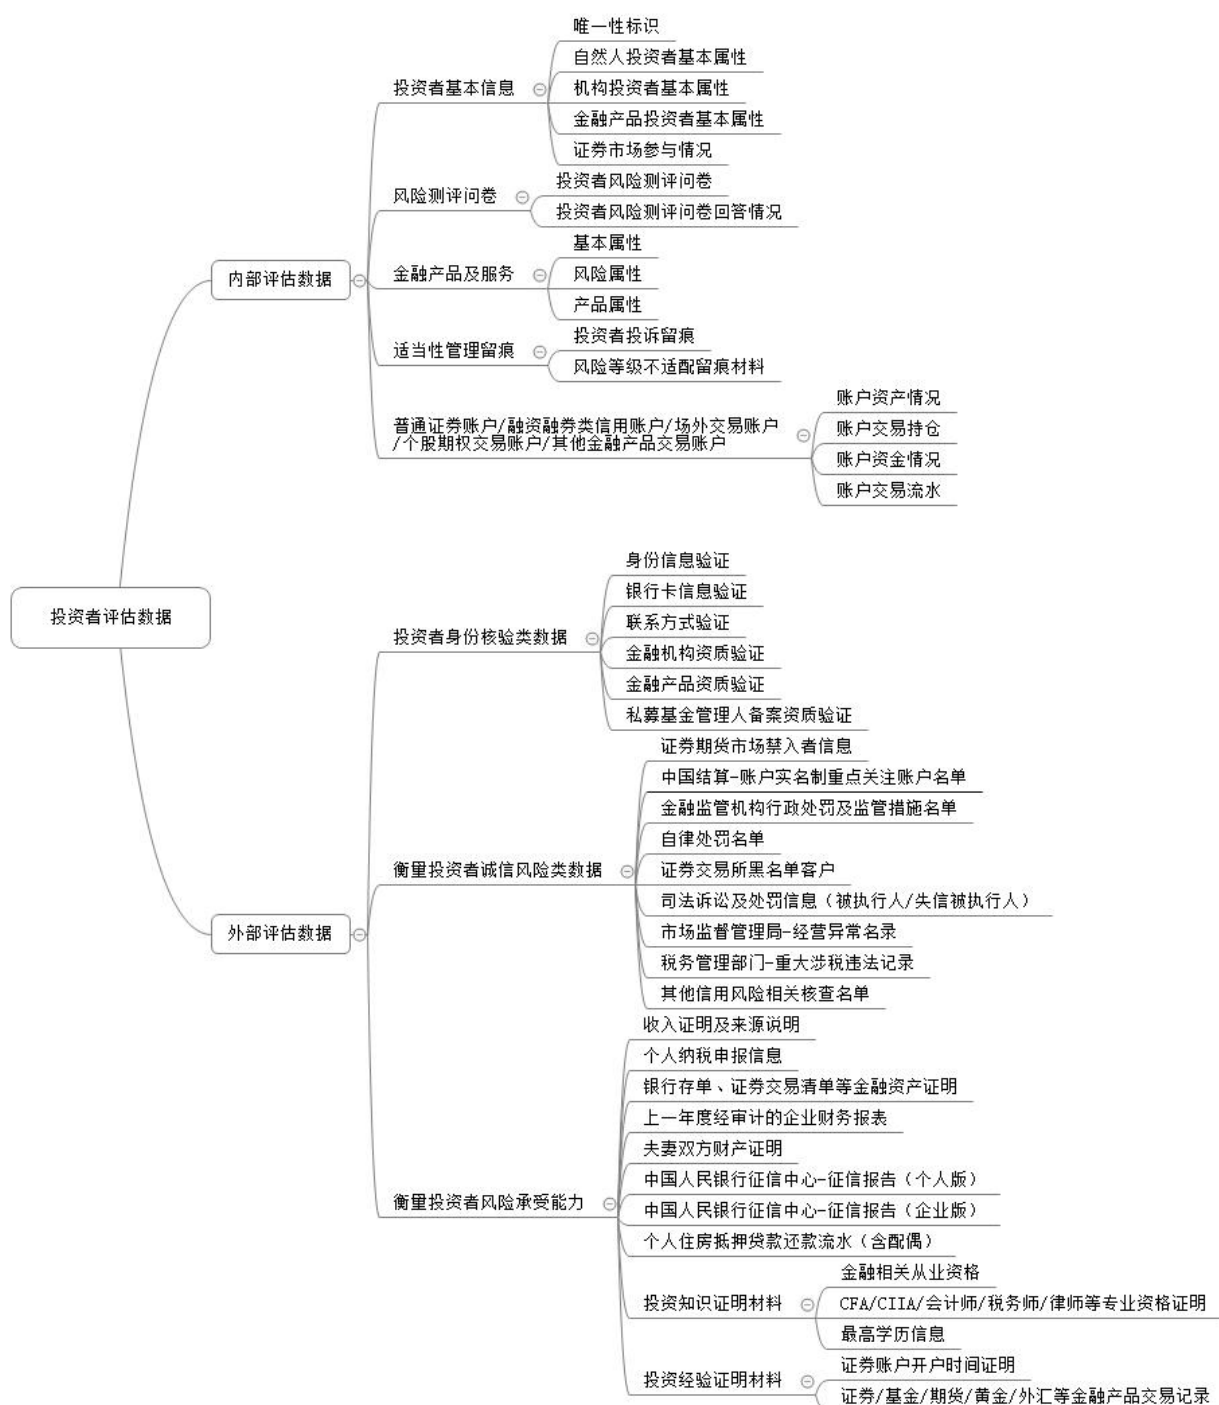 唯一性标识
自然人投资者基本属性
投资者基本信息
机构投资者基本属性
金融产品投资者基本属性
证券市场参与情况
投资者风险测评问卷
风险测评问卷
投资者风险测评问卷回答情况
基本属性
内部评估数据
金融产品及服务
风险属性
产品属性
投资者投诉留痕
适当性管理留痕
风险等级不适配留痕材料
账户资产情况
普通证券账户/融资融券类信用账户/场外交易账户
/个股期权交易账户/其他金融产品交易账户
账户交易持仓
账户资金情况
账户交易流水
投资者评估数据
身份信息验证
银行卡信息验证
联系方式验证
投资者身份核验类数据
金融机构资质验证
金融产品资质验证
私募基金管理人备案资质验证
证券期货市场禁入者信息
中国结算-账户实名制重点关注账户名单
金融监管机构行政处罚及监管措施名单
自律处罚名单
衡量投资者诚信风险类数据
证券交易所黑名单客户
司法诉讼及处罚信息（被执行人/失信被执行人）
外部评估数据
市场监督管理局-经营异常名录
税务管理部门-重大涉税违法记录
其他信用风险相关核查名单
收入证明及来源说明
个人纳税申报信息
银行存单、证券交易清单等金融资产证明
上一年度经审计的企业财务报表
夫妻双方财产证明
中国人民银行征信中心-征信报告（个人版）
衡量投资者风险承受能力
中国人民银行征信中心-征信报告（企业版）
个人住房抵押贷款还款流水（含配偶）
金融相关从业资格
投资知识证明材料
CFA/CIIA/会计师/税务师/律师等专业资格证明
最高学历信息
证券账户开户时间证明
投资经验证明材料
证券/基金/期货/黄金/外汇等金融产品交易记录